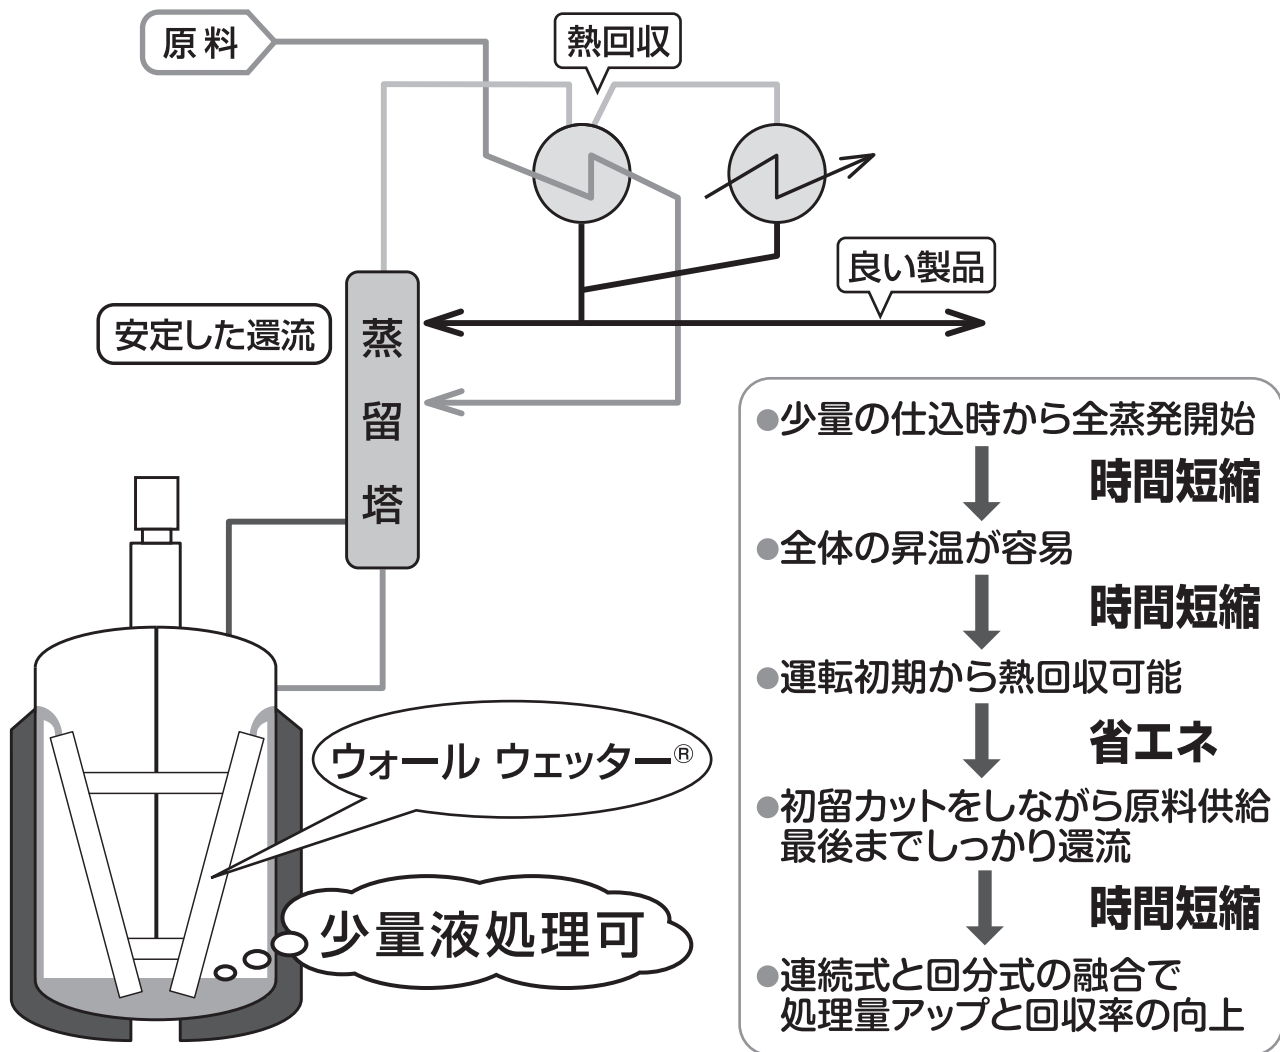 原料
熱回収
良い製品
安定した還流
蒸留塔
ウォール ウェッター®
少量液処理可
●少量の仕込時から全蒸発開始
時間短縮
●全体の昇温が容易
時間短縮
●運転初期から熱回収可能
省エネ
●初留カットをしながら原料供給
最後までしっかり還流
時間短縮
●連続式と回分式の融合で
処理量アップと回収率の向上